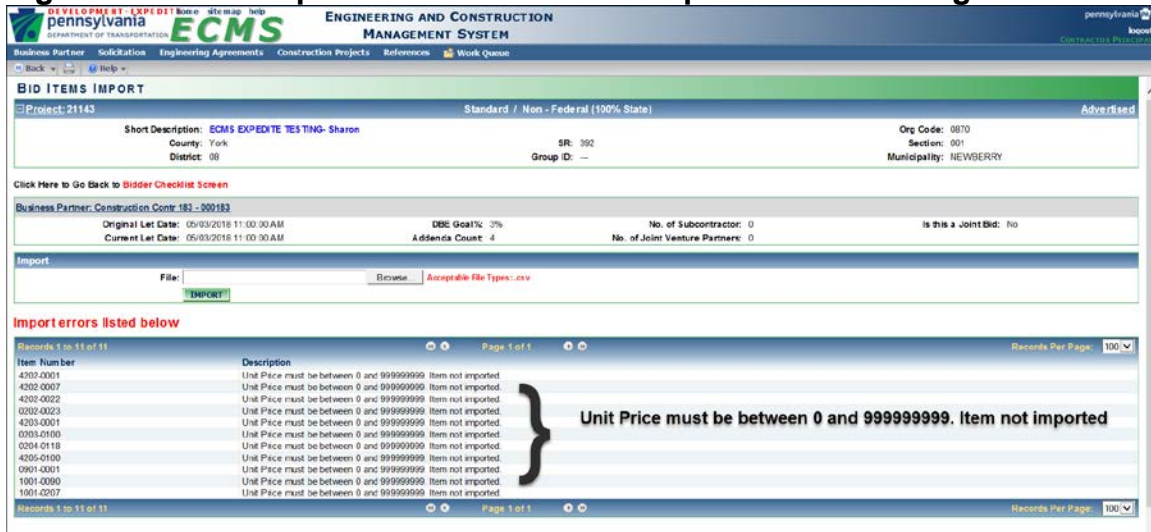 DEVELOPMENT-EXPEDITE home site map help
pennsylvania
DEPARTMENT OF TRANSPORTATION
ECMS
ENGINEERING AND CONSTRUCTION
MANAGEMENT SYSTEM
pennsylvania PA
logout
Business Partner Solicitation Engineering Agreements Construction Projects References Work Queue
Back Help
BID ITEMS IMPORT
Project: 21143 Standard / Non - Federal (100% State) Advertised
Short Description: ECMS EXPEDITE TESTING- Sharon Org Code: 0870
County: York SR: 392 Section: 001
District: 08 Group ID: --- Municipality: NEWBERRY
Click Here to Go Back to Bidder Checklist Screen
Business Partner: Construction Contr 183 - 000183
Original Let Date: 05/03/2018 11:00:00 AM DBE Goal%: 3% No. of Subcontractor: 0 Is this a Joint Bid: No
Current Let Date: 05/03/2018 11:00:00 AM Addenda Count: 4 No. of Joint Venture Partners: 0
Import
File: Browse... Acceptable File Types: .csv
IMPORT
Import errors listed below
Records 1 to 11 of 11 Page 1 of 1 Records Per Page: 100
Item Number Description
4202-0001 Unit Price must be between 0 and 999999999. Item not imported.
4202-0007 Unit Price must be between 0 and 999999999. Item not imported.
4202-0022 Unit Price must be between 0 and 999999999. Item not imported.
0202-0023 Unit Price must be between 0 and 999999999. Item not imported.
4203-0001 Unit Price must be between 0 and 999999999. Item not imported.
0203-0100 Unit Price must be between 0 and 999999999. Item not imported.
0204-0118 Unit Price must be between 0 and 999999999. Item not imported.
4205-0100 Unit Price must be between 0 and 999999999. Item not imported.
0901-0001 Unit Price must be between 0 and 999999999. Item not imported.
1001-0090 Unit Price must be between 0 and 999999999. Item not imported.
1001-0207 Unit Price must be between 0 and 999999999. Item not imported.
Unit Price must be between 0 and 999999999. Item not imported
Records 1 to 11 of 11 Page 1 of 1 Records Per Page: 100